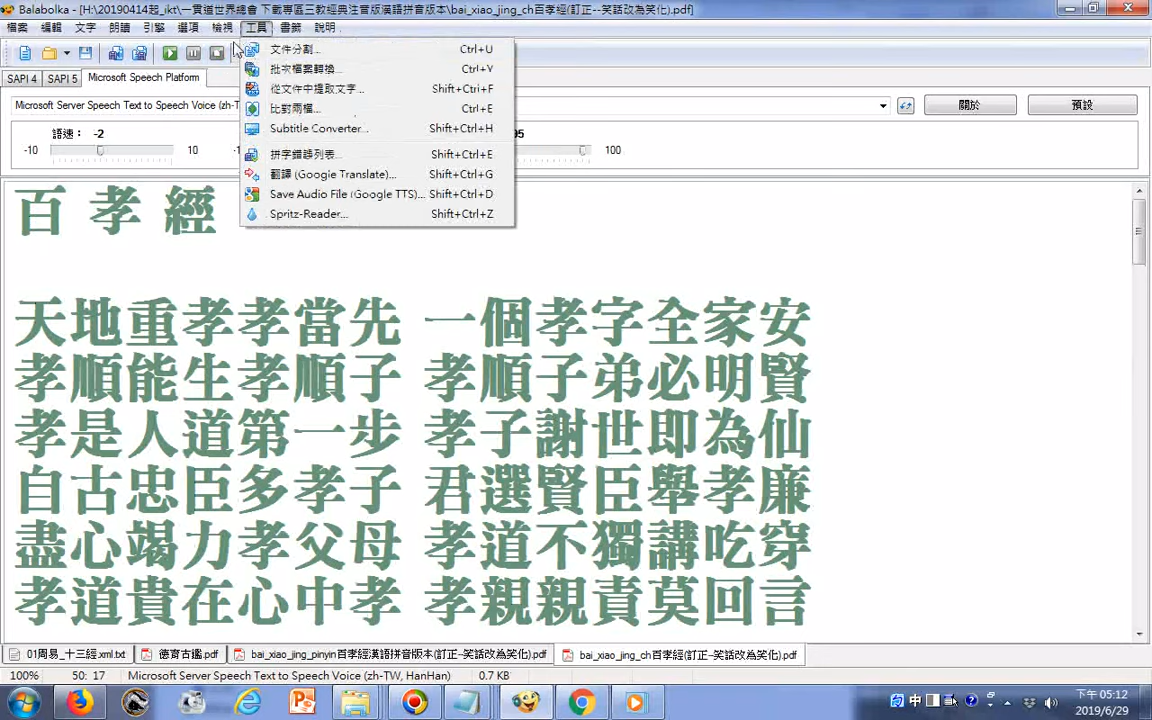 Balabolka - [H:\20190414起_ikt\一貫道世界總會 下載專區三教經典注音版漢語拼音版本\bai_xiao_jing_ch百孝經(訂正--笑話改為笑化).pdf]
檔案 編輯 文字 朗讀 引擎 選項 檢視 工具 書籤 說明
文件分割... Ctrl+U
批次檔案轉換... Ctrl+Y
從文件中提取文字... Shift+Ctrl+F
比對兩檔... Ctrl+E
Subtitle Converter... Shift+Ctrl+H
拼字錯誤列表... Shift+Ctrl+E
翻譯 (Google Translate)... Shift+Ctrl+G
Save Audio File (Google TTS)... Shift+Ctrl+D
Spritz-Reader... Shift+Ctrl+Z
SAPI 4 SAPI 5 Microsoft Speech Platform
Microsoft Server Speech Text to Speech Voice (zh-T
關於 預設
語速： -2
95
-10 10 100
百 孝 經
天地重孝孝當先 一個孝字全家安
孝順能生孝順子 孝順子弟必明賢
孝是人道第一步 孝子謝世即為仙
自古忠臣多孝子 君選賢臣舉孝廉
盡心竭力孝父母 孝道不獨講吃穿
孝道貴在心中孝 孝親親責莫回言
01周易_十三經.xml.txt 德育古鑑.pdf bai_xiao_jing_pinyin百孝經漢語拼音版本(訂正--笑話改為笑化).pdf bai_xiao_jing_ch百孝經(訂正--笑話改為笑化).pdf
100% 50: 17 Microsoft Server Speech Text to Speech Voice (zh-TW, HanHan) 0.7 KB
中
下午 05:12
2019/6/29